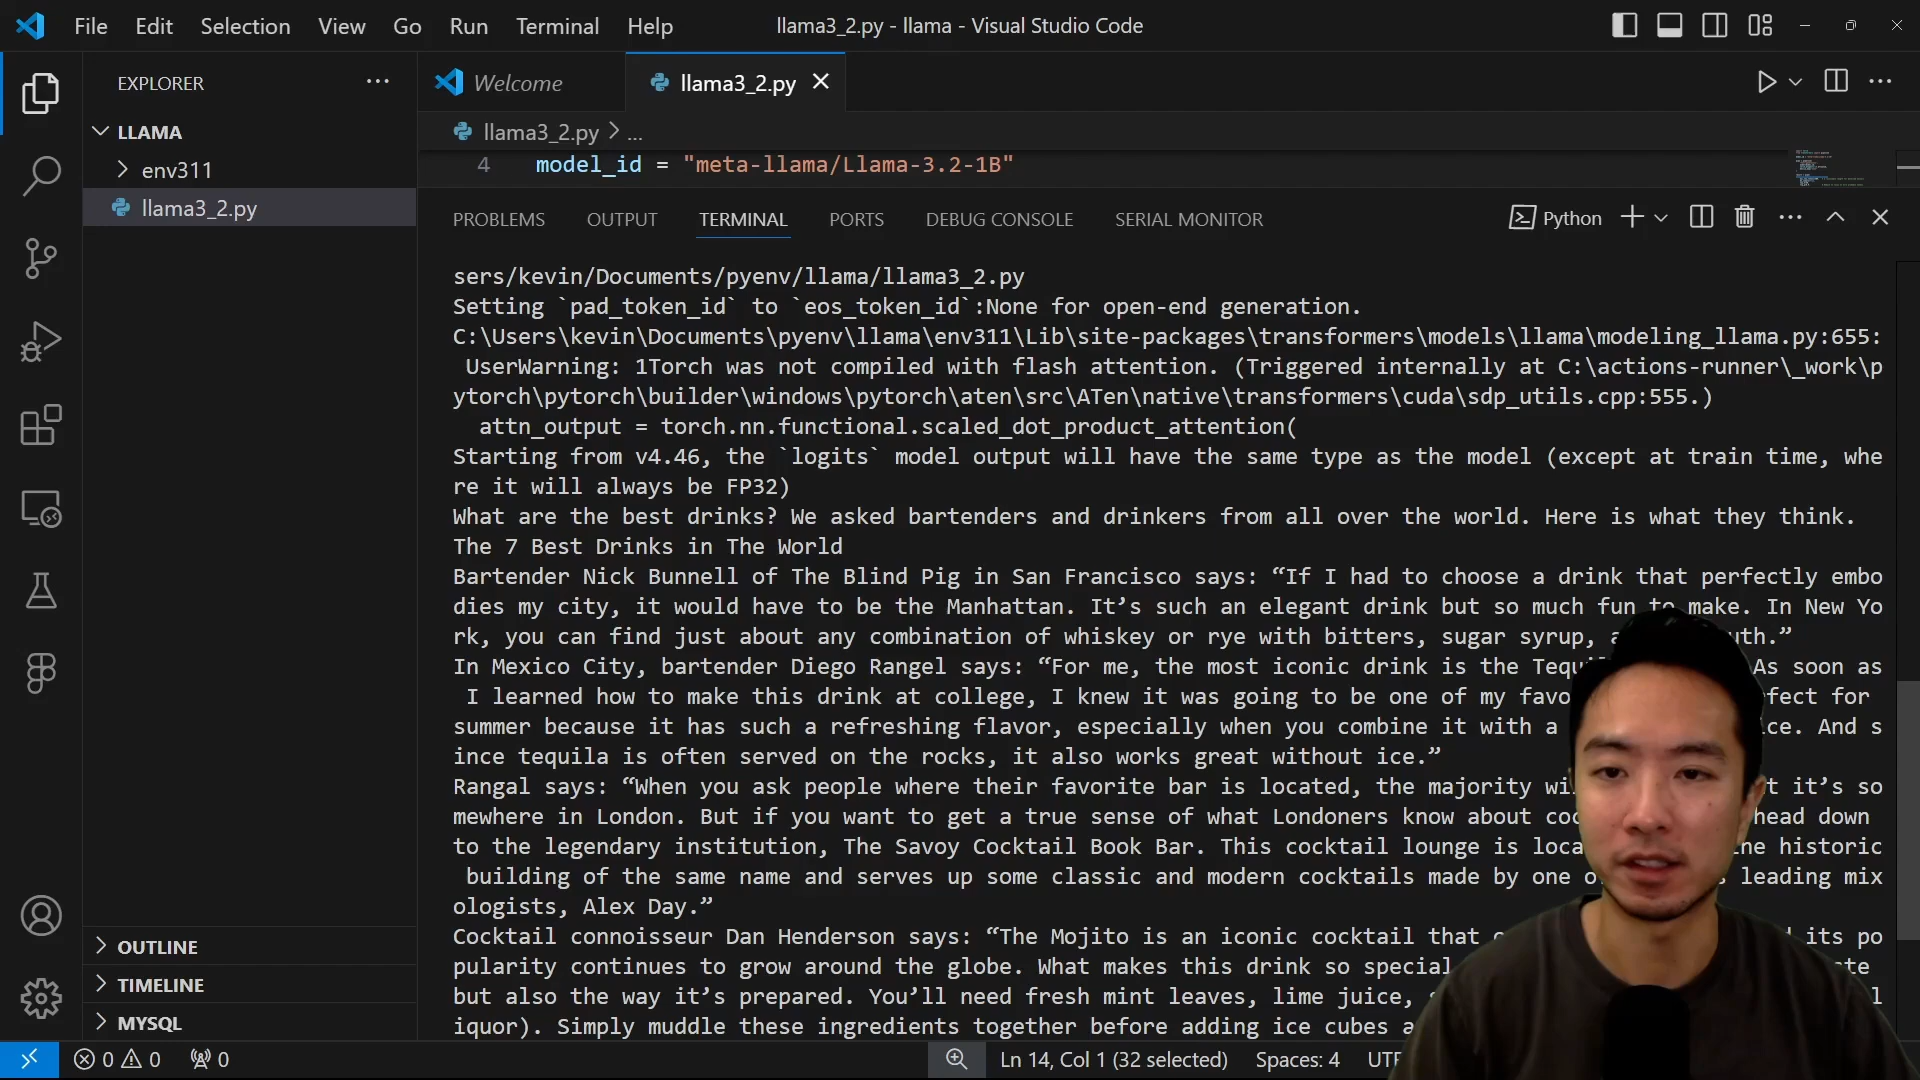 File Edit Selection View Go Run Terminal Help
llama3_2.py - llama - Visual Studio Code
EXPLORER
LLAMA
env311
llama3_2.py
OUTLINE
TIMELINE
MYSQL
Welcome
llama3_2.py
llama3_2.py > ...
4 model_id = "meta-llama/Llama-3.2-1B"
PROBLEMS OUTPUT TERMINAL PORTS DEBUG CONSOLE SERIAL MONITOR
Python
sers/kevin/Documents/pyenv/llama/llama3_2.py
Setting `pad_token_id` to `eos_token_id`:None for open-end generation.
C:\Users\kevin\Documents\pyenv\llama\env311\Lib\site-packages\transformers\models\llama\modeling_llama.py:655:
UserWarning: 1Torch was not compiled with flash attention. (Triggered internally at C:\actions-runner\_work\p
ytorch\pytorch\builder\windows\pytorch\aten\src\ATen\native\transformers\cuda\sdp_utils.cpp:555.)
attn_output = torch.nn.functional.scaled_dot_product_attention(
Starting from v4.46, the `logits` model output will have the same type as the model (except at train time, whe
re it will always be FP32)
What are the best drinks? We asked bartenders and drinkers from all over the world. Here is what they think.
The 7 Best Drinks in The World
Bartender Nick Bunnell of The Blind Pig in San Francisco says: “If I had to choose a drink that perfectly embo
dies my city, it would have to be the Manhattan. It’s such an elegant drink but so much fun to make. In New Yo
rk, you can find just about any combination of whiskey or rye with bitters, sugar syrup, uth.”
In Mexico City, bartender Diego Rangel says: “For me, the most iconic drink is the As soon as
I learned how to make this drink at college, I knew it was going to be one of my for
summer because it has such a refreshing flavor, especially when you combine it with a And s
ince tequila is often served on the rocks, it also works great without ice.”
Rangal says: “When you ask people where their favorite bar is located, the majority it’s so
mewhere in London. But if you want to get a true sense of what Londoners know about head down
to the legendary institution, The Savoy Cocktail Book Bar. This cocktail lounge is historic
building of the same name and serves up some classic and modern cocktails made by one leading mix
ologists, Alex Day.”
Cocktail connoisseur Dan Henderson says: “The Mojito is an iconic cocktail that its po
pularity continues to grow around the globe. What makes this drink so special
but also the way it’s prepared. You’ll need fresh mint leaves, lime juice, l
iquor). Simply muddle these ingredients together before adding ice cubes
0 0 0
Ln 14, Col 1 (32 selected) Spaces: 4